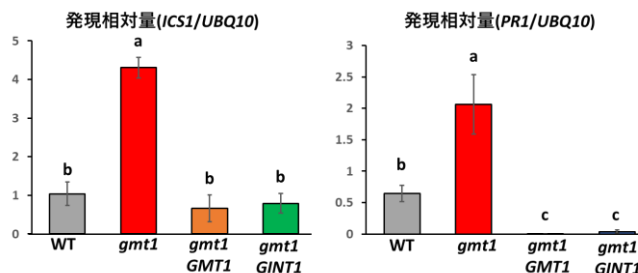 発現相対量(ICS1/UBQ10)
5
4
3
2
1
0
a
b
b
b
WT
gmt1
gmt1
GMT1
gmt1
GINT1
発現相対量(PR1/UBQ10)
3
2.5
2
1.5
1
0.5
0
a
b
c
c
WT
gmt1
gmt1
GMT1
gmt1
GINT1